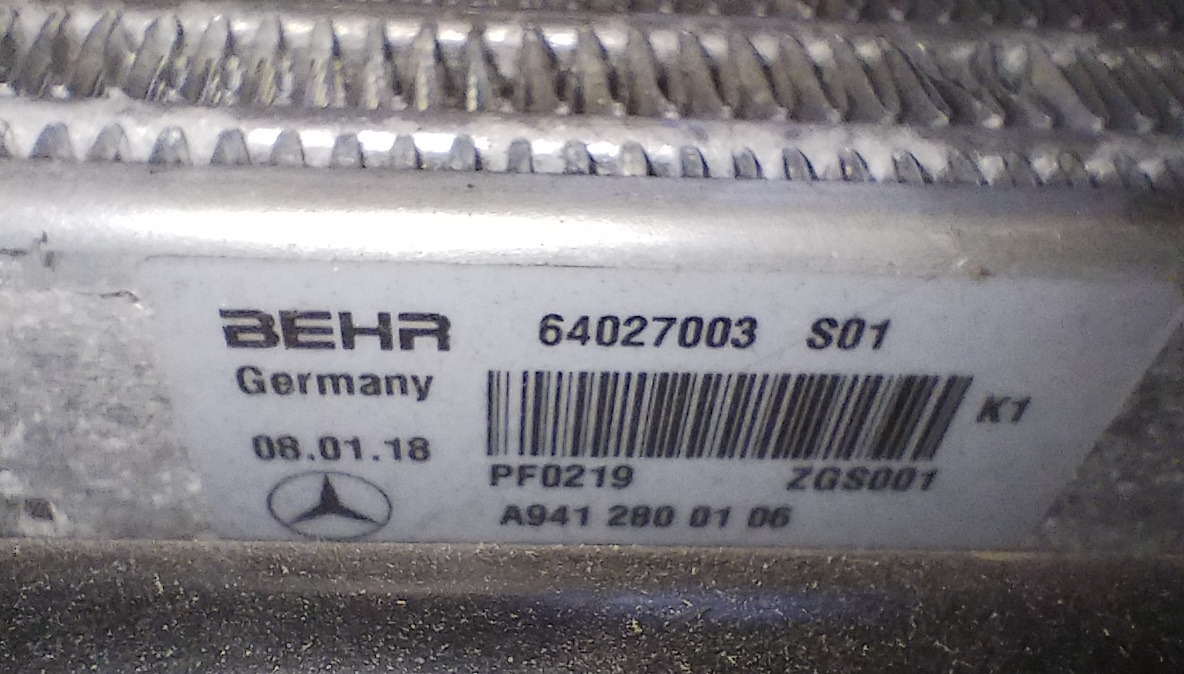 BEHR 64027003 S01
Germany
K1
08.01.18
PF0219 ZGS001
A941 280 01 06